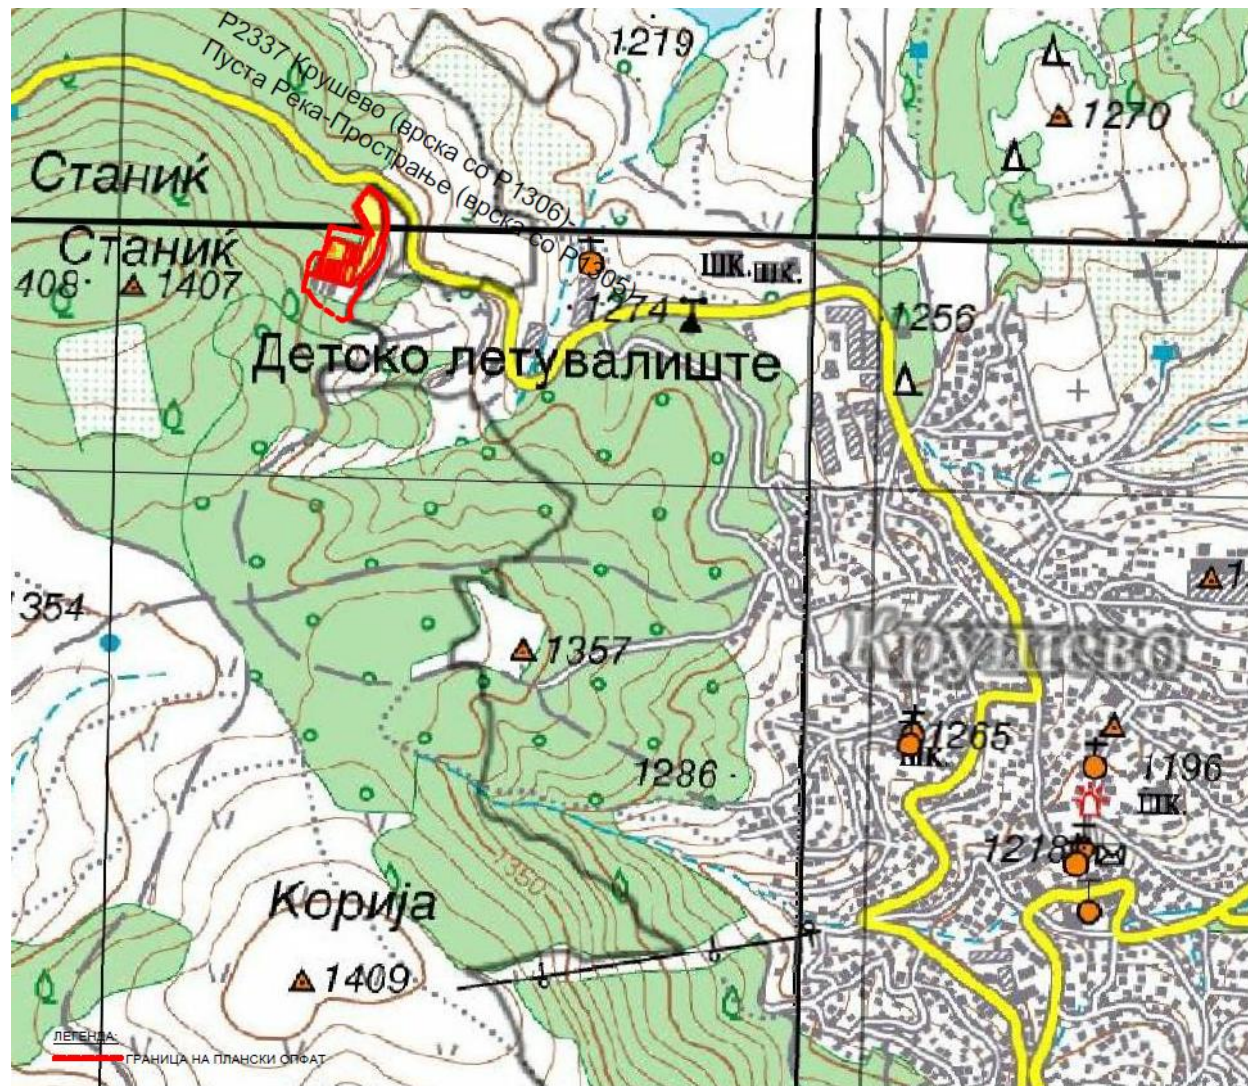 1219
Р2337 Крушево (врска со Р1306)-
Пуста Река-Пространье (врска со Р1305)
1270
Станиќ
Станиќ
408
1407
ШК.
ШК.
1274
1256
Детско летувалиште
1354
1357
Крушево
1265
ШК.
1286
1196
ШК.
1218
1350
Корија
1409
ЛЕГЕНДА:
ГРАНИЦА НА ПЛАНСКИ ОПФАТ